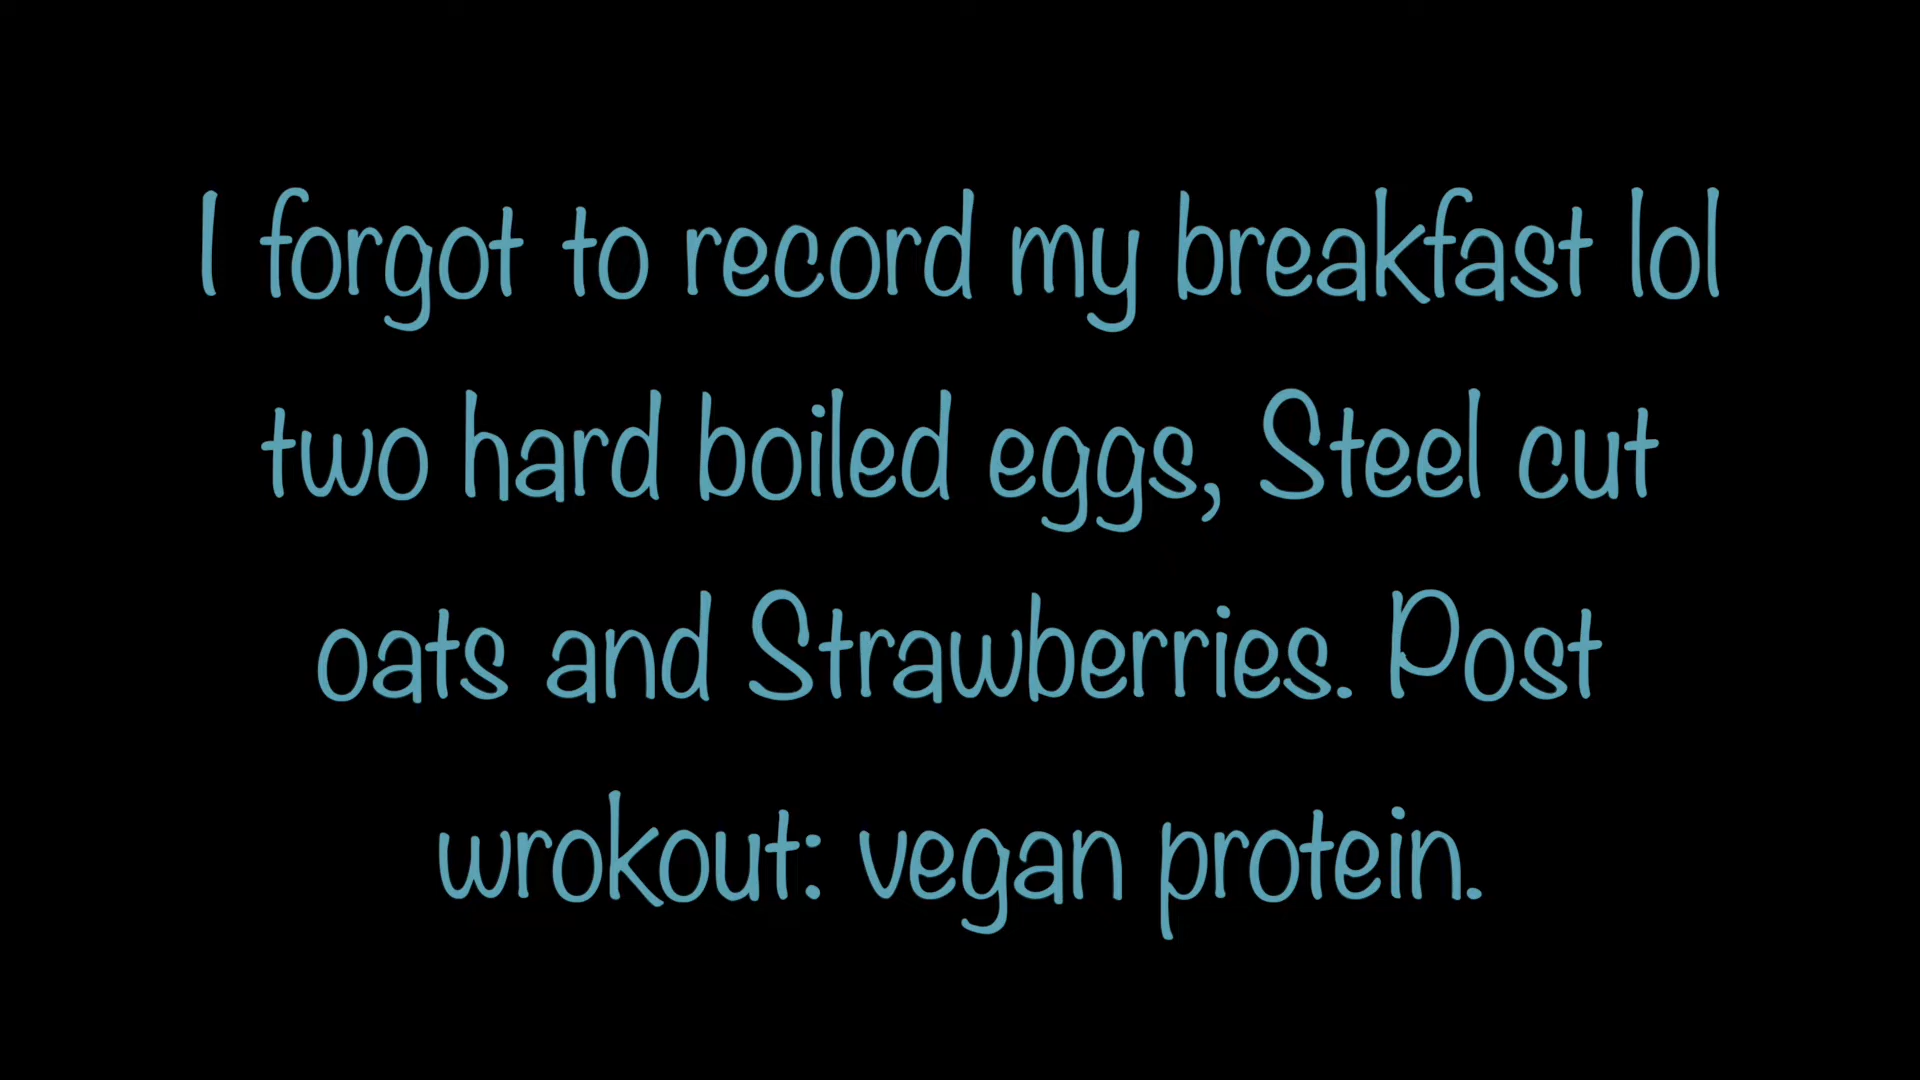 I forgot to record my breakfast lol
two hard boiled eggs, Steel cut
oats and Strawberries. Post
wrokout: vegan protein.